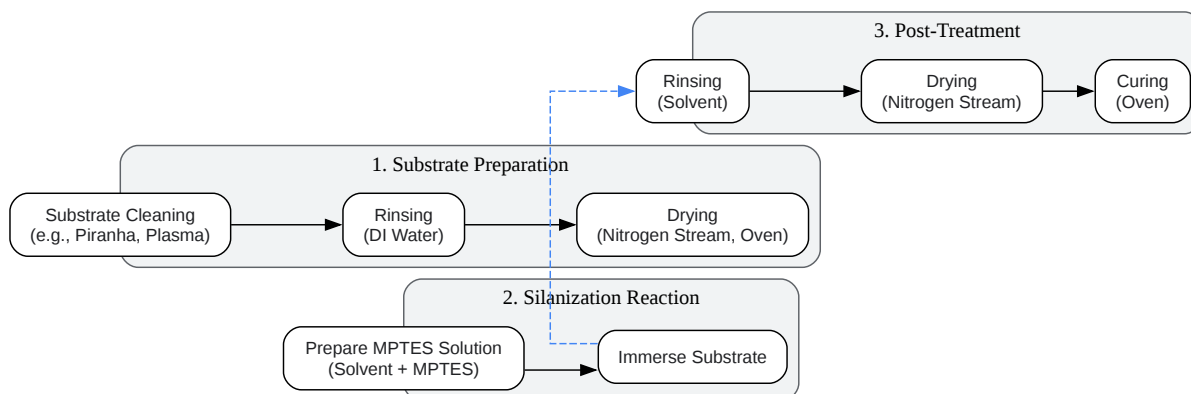 3. Post-Treatment
Rinsing
(Solvent)
Drying
(Nitrogen Stream)
Curing
(Oven)
1. Substrate Preparation
Substrate Cleaning
(e.g., Piranha, Plasma)
Rinsing
(DI Water)
Drying
(Nitrogen Stream, Oven)
2. Silanization Reaction
Prepare MPTES Solution
(Solvent + MPTES)
Immerse Substrate